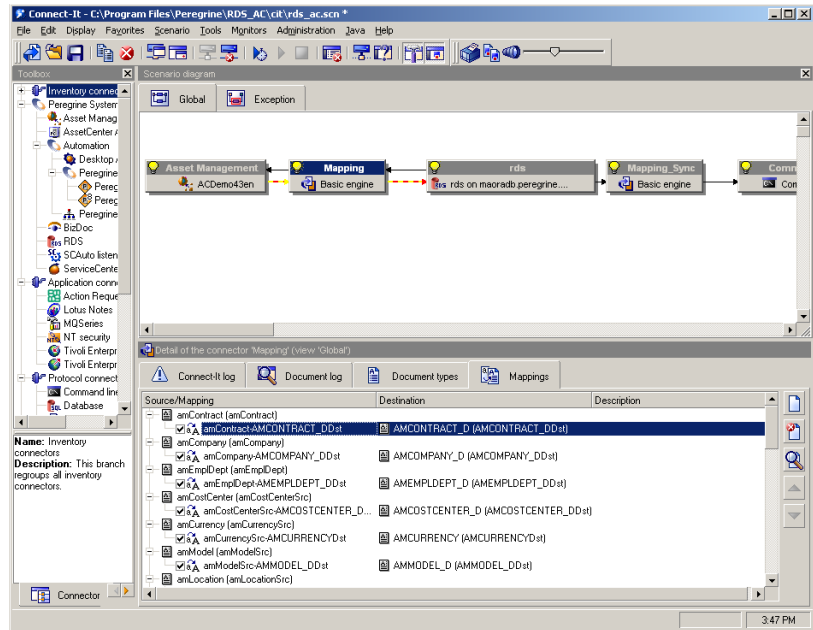 Connect-It - C:\Program Files\Peregrine\RDS_AC\cit\rds_ac.scn *
File Edit Display Favorites Scenario Tools Monitors Administration Java Help
Toolbox
Inventory connec
Peregrine System
Asset Manag
AssetCenter
Automation
Desktop
Peregrine
Pereg
Pereg
Peregrine
BizDoc
RDS
SCAuto listen
ServiceCente
Application conn
Action Reque
Lotus Notes
MQSeries
NT security
Tivoli Enterpr
Tivoli Enterpr
Protocol connect
Command line
Database
Name: Inventory
connectors
Description: This branch
regroups all inventory
connectors.
Connector
Scenario diagram
Global Exception
Asset Management
ACDemo43en
Mapping
Basic engine
rds
rds on maoradb.peregrine....
Mapping_Sync
Basic engine
Comm
Com
Detail of the connector 'Mapping' (view 'Global')
Connect-It log Document log Document types Mappings
Source/Mapping Destination Description
amContract (amContract)
amContract-AMCONTRACT_DDst AMCONTRACT_D (AMCONTRACT_DDst)
amCompany (amCompany)
amCompany-AMCOMPANY_DDst AMCOMPANY_D (AMCOMPANY_DDst)
amEmplDept (amEmplDept)
amEmplDept-AMEMPLDEPT_DDst AMEMPLDEPT_D (AMEMPLDEPT_DDst)
amCostCenter (amCostCenterSrc)
amCostCenterSrc-AMCOSTCENTER_D... AMCOSTCENTER_D (AMCOSTCENTER_DDst)
amCurrency (amCurrencySrc)
amCurrencySrc-AMCURRENCYDst AMCURRENCY (AMCURRENCYDst)
amModel (amModelSrc)
amModelSrc-AMMODEL_DDst AMMODEL_D (AMMODEL_DDst)
amLocation (amLocationSrc)
3:47 PM